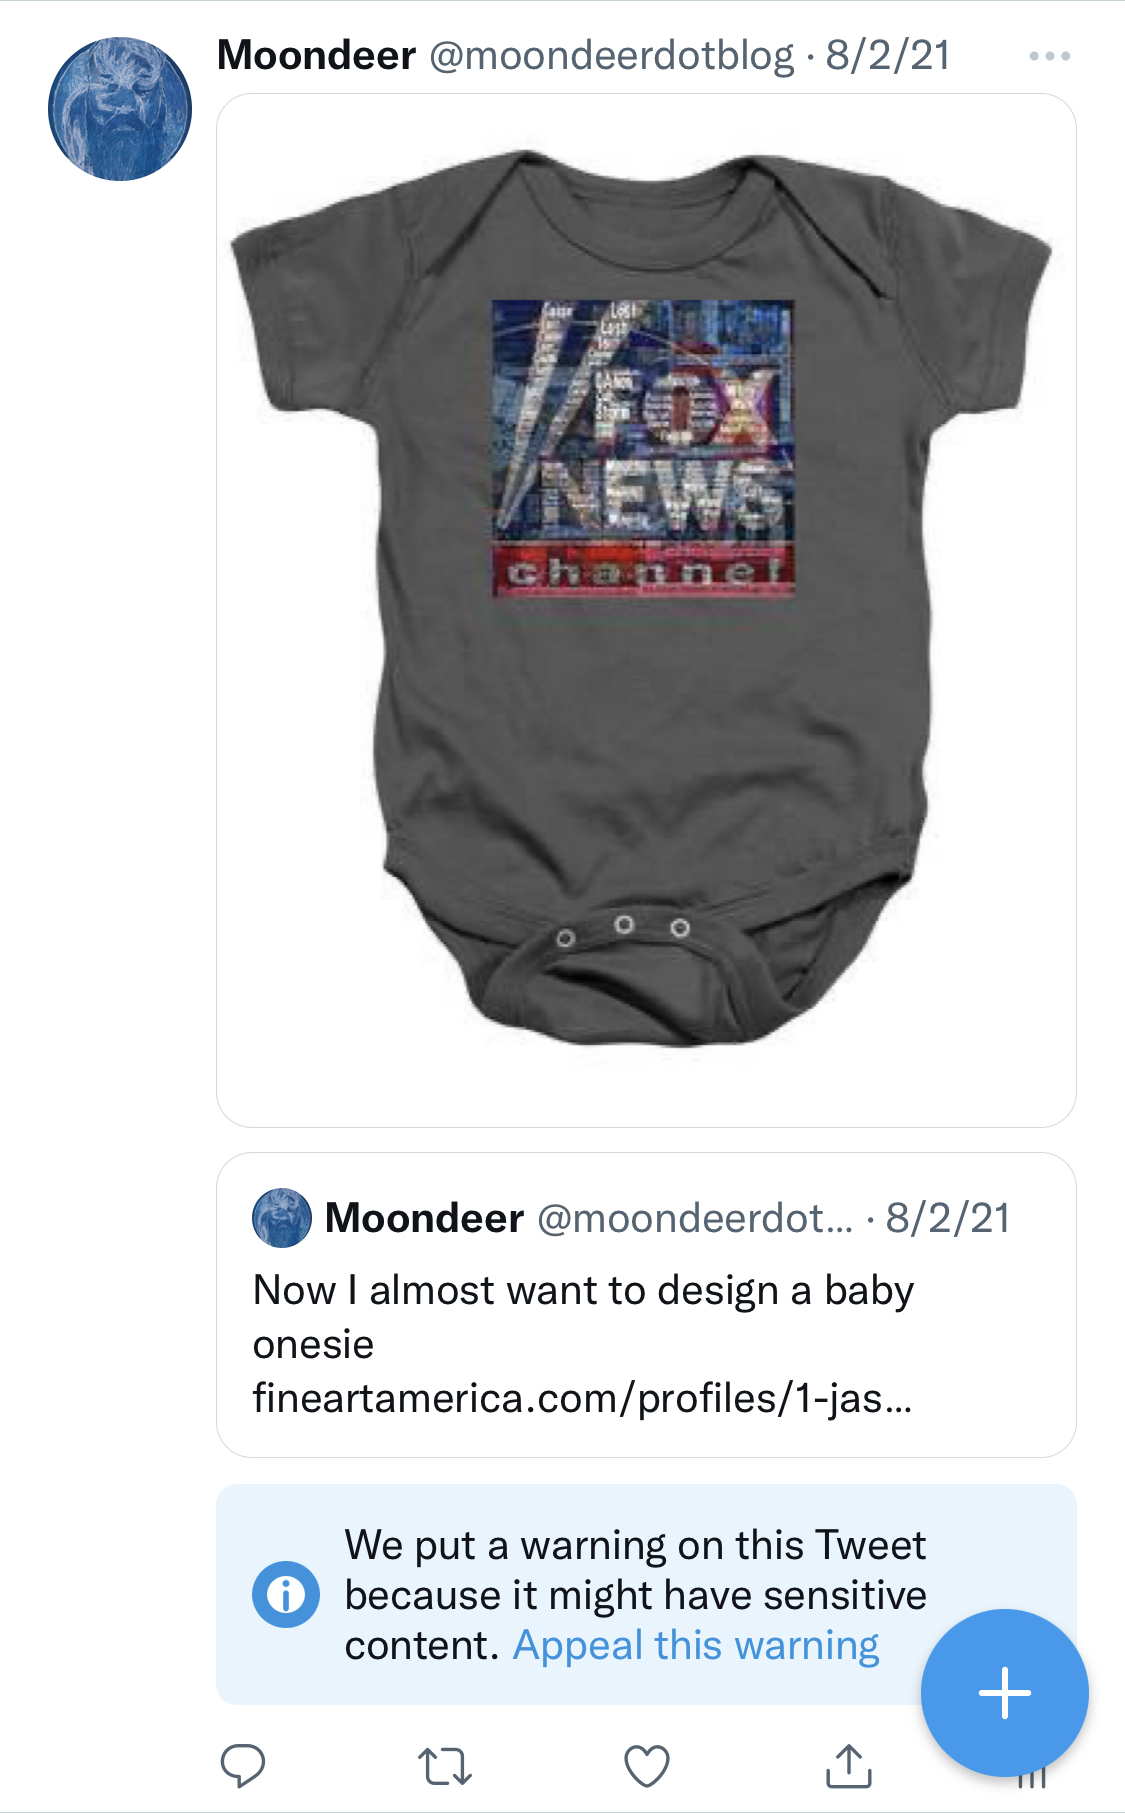 Moondeer @moondeerdotblog · 8/2/21
FOX
NEWS
channel
Moondeer @moondeerdot... · 8/2/21
Now I almost want to design a baby
onesie
fineartamerica.com/profiles/1-jas...
We put a warning on this Tweet
because it might have sensitive
content. Appeal this warning